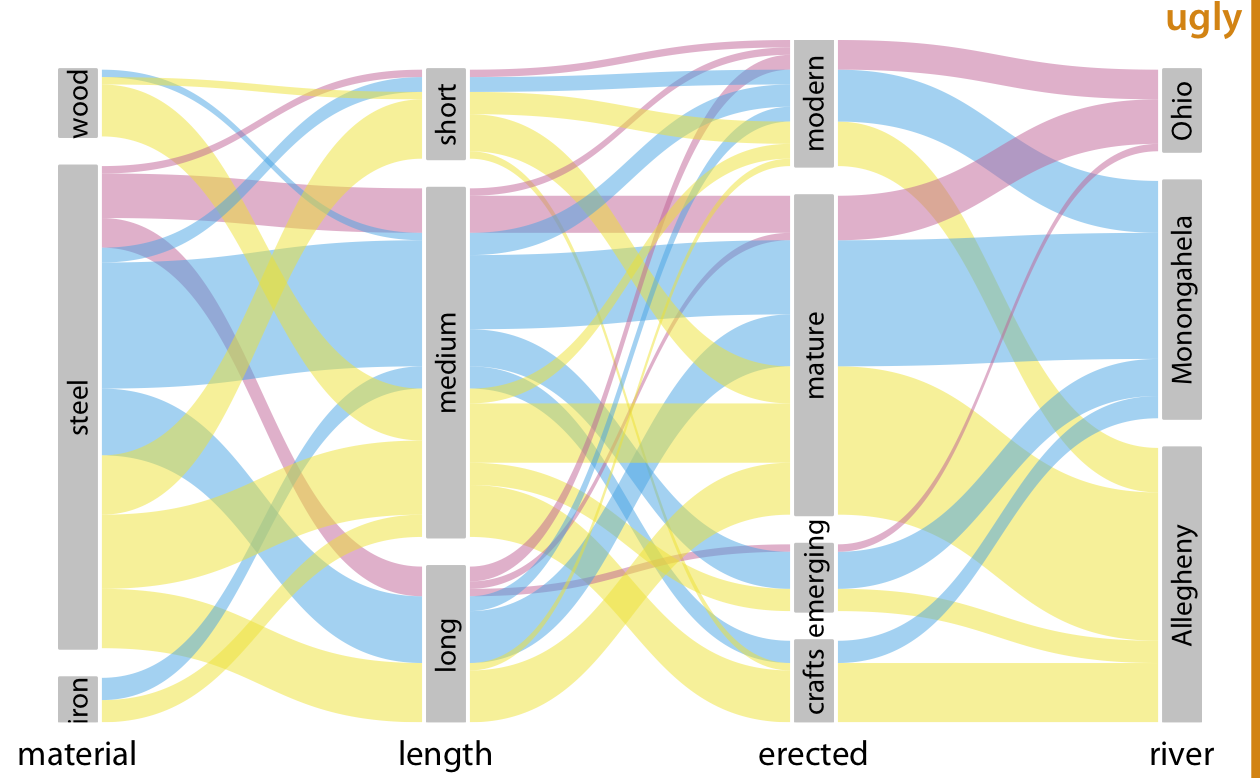 ugly
wood
steel
iron
short
medium
long
modern
mature
emerging
crafts
Ohio
Monongahela
Allegheny
material
length
erected
river